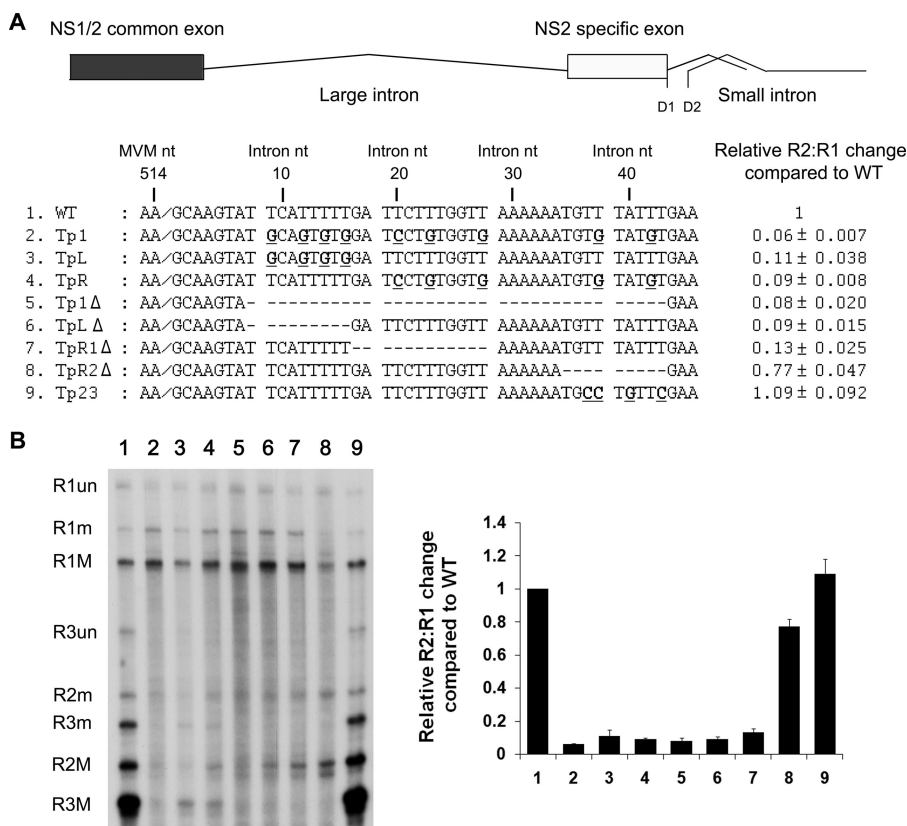 A
NS1/2 common exon
NS2 specific exon
Large intron
D1 D2
Small intron
MVM nt Intron nt Intron nt Intron nt Intron nt Relative R2:R1 change
514 10 20 30 40 compared to WT
1. WT : AA⁄GCAAGTAT TCATTTTTGA TTCTTTGGTT AAAAAATGTT TATTTGAA 1
2. Tp1 : AA⁄GCAAGTAT GCAGTGTGGA TCCTGTGGTG AAAAAATGTG TATGTGAA 0.06 ± 0.007
3. TpL : AA⁄GCAAGTAT GCAGTGTGGA TTCTTTGGTT AAAAAATGTT TATTTGAA 0.11 ± 0.038
4. TpR : AA⁄GCAAGTAT TCATTTTTGA TCCTGTGGTG AAAAAATGTG TATGTGAA 0.09 ± 0.008
5. Tp1Δ : AA⁄GCAAGTA- ---------- ---------- ---------- -----GAA 0.08 ± 0.020
6. TpLΔ : AA⁄GCAAGTA- --------GA TTCTTTGGTT AAAAAATGTT TATTTGAA 0.09 ± 0.015
7. TpR1Δ : AA⁄GCAAGTAT TCATTTTT-- ---------- AAAAAATGTT TATTTGAA 0.13 ± 0.025
8. TpR2Δ : AA⁄GCAAGTAT TCATTTTTGA TTCTTTGGTT AAAAAA---- -----GAA 0.77 ± 0.047
9. Tp23 : AA⁄GCAAGTAT TCATTTTTGA TTCTTTGGTT AAAAAATGCC TGTTCGAA 1.09 ± 0.092
B
1 2 3 4 5 6 7 8 9
R1un
R1m
R1M
R3un
R2m
R3m
R2M
R3M
Relative R2:R1 change
compared to WT
1.4
1.2
1
0.8
0.6
0.4
0.2
0
1 2 3 4 5 6 7 8 9